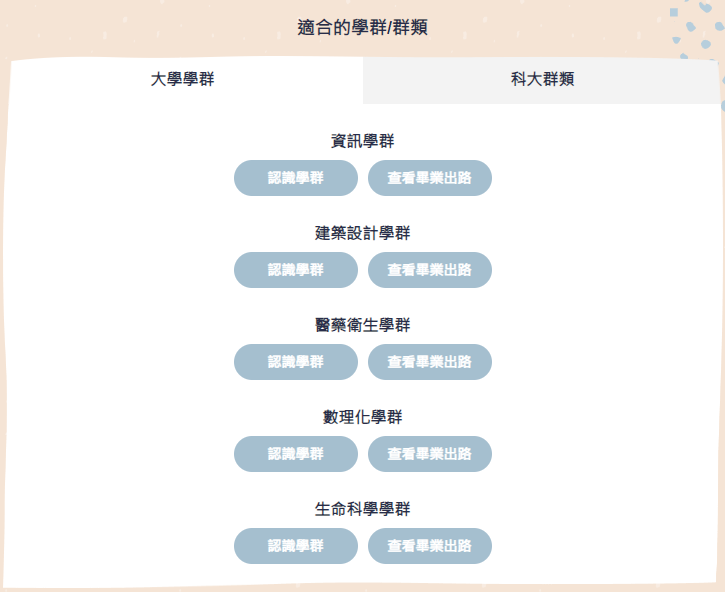 適合的學群/群類
大學學群 科大群類
資訊學群
認識學群 查看畢業出路
建築設計學群
認識學群 查看畢業出路
醫藥衛生學群
認識學群 查看畢業出路
數理化學群
認識學群 查看畢業出路
生命科學學群
認識學群 查看畢業出路